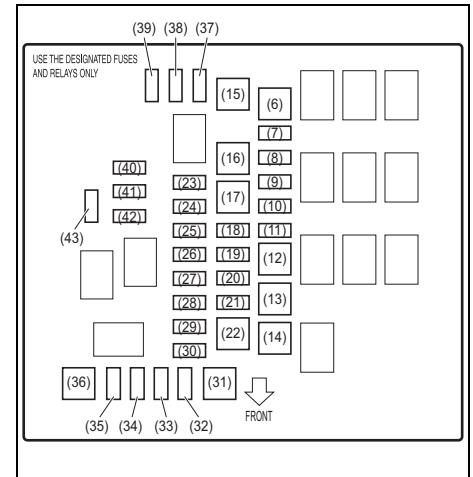 (39) (38) (37)
USE THE DESIGNATED FUSES
AND RELAYS ONLY
(15)
(6)
(7)
(16)
(8)
(40)
(23)
(9)
(41)
(17)
(24)
(10)
(42)
(43)
(25) (18) (11)
(26) (19) (12)
(27) (20)
(28) (21) (13)
(29) (22) (14)
(30)
(36) (31)
(35) (34) (33) (32)
FRONT